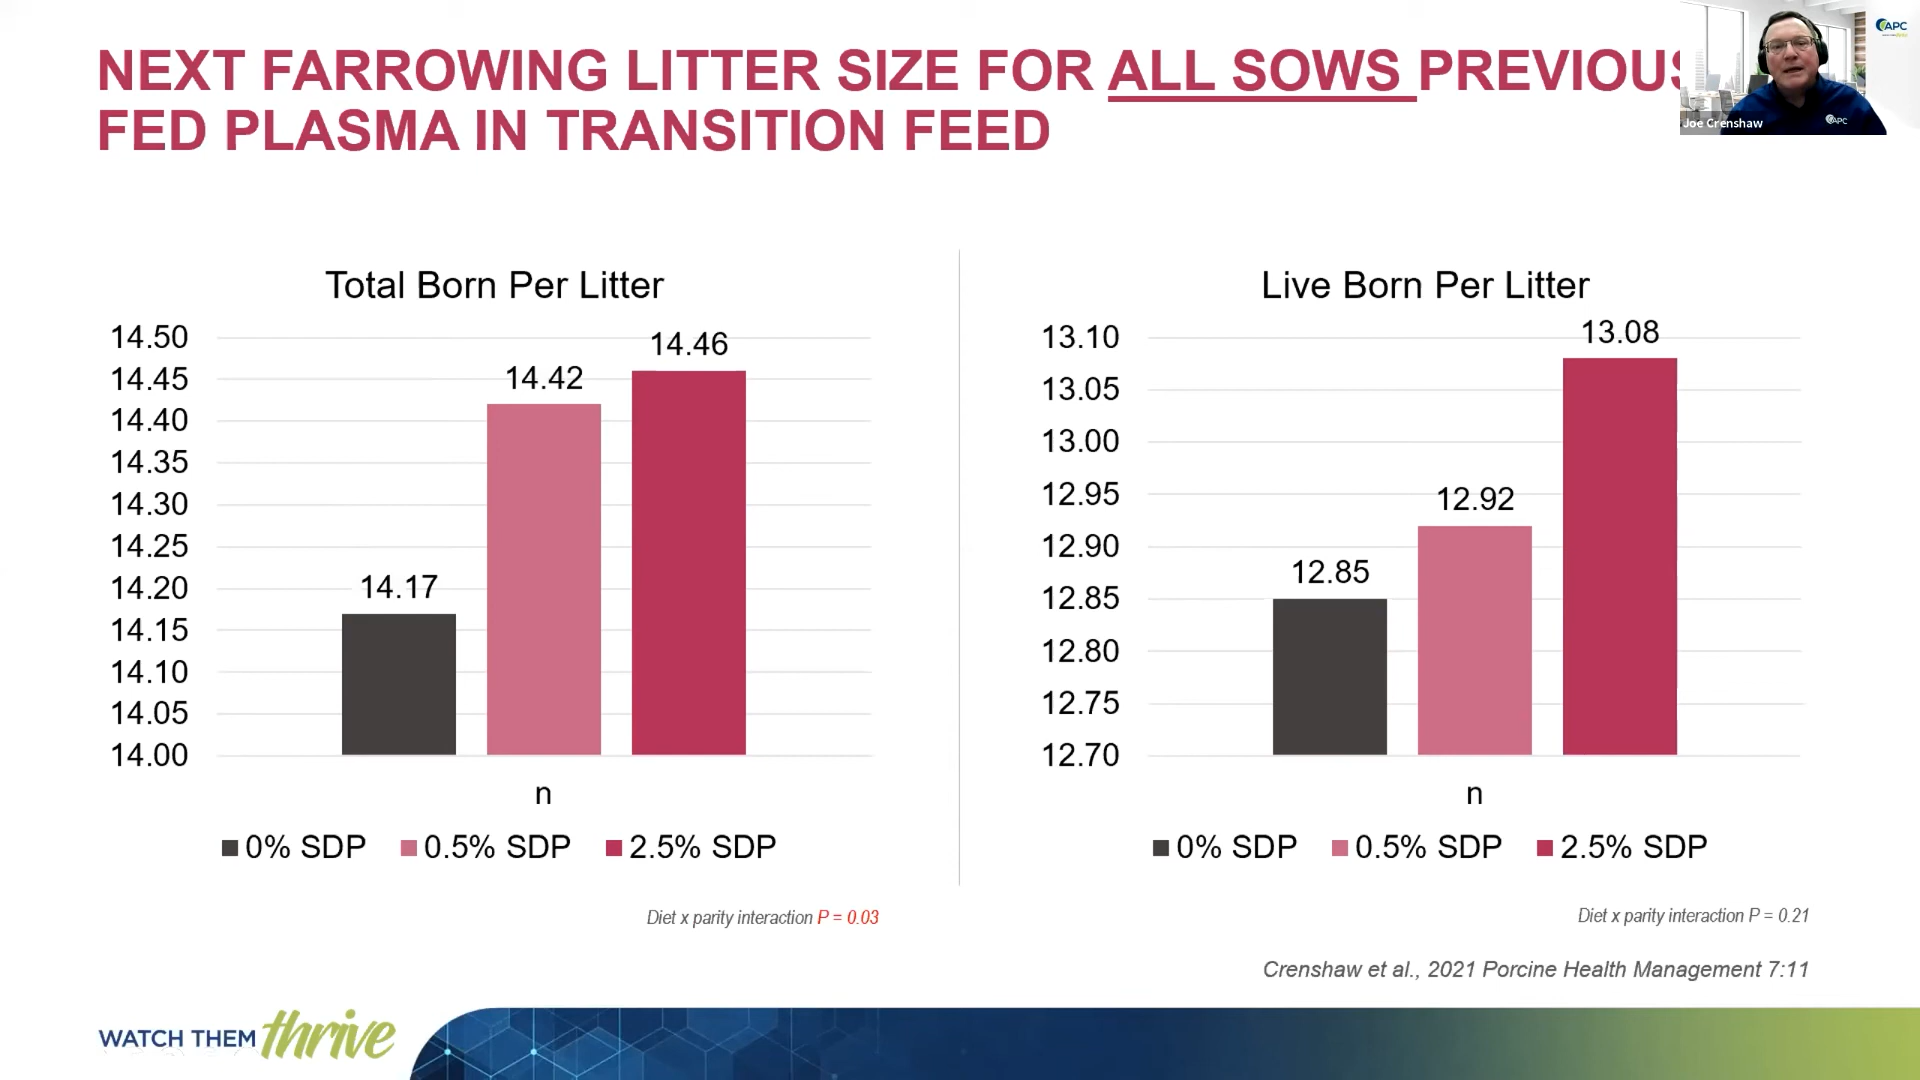 NEXT FARROWING LITTER SIZE FOR ALL SOWS PREVIOUS
FED PLASMA IN TRANSITION FEED
APC
Joe Crenshaw
APC
Total Born Per Litter
14.50
14.45
14.40
14.35
14.30
14.25
14.20
14.15
14.10
14.05
14.00
14.17
14.42
14.46
n
0% SDP 0.5% SDP 2.5% SDP
Diet x parity interaction P = 0.03
Live Born Per Litter
13.10
13.05
13.00
12.95
12.90
12.85
12.80
12.75
12.70
12.85
12.92
13.08
n
0% SDP 0.5% SDP 2.5% SDP
Diet x parity interaction P = 0.21
Crenshaw et al., 2021 Porcine Health Management 7:11
WATCH THEM thrive